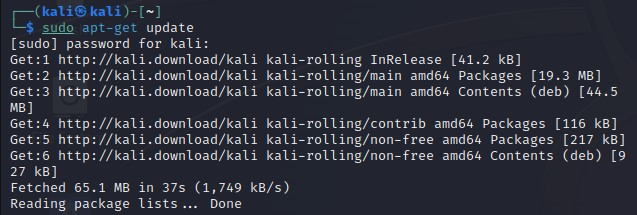 ┌──(kali㉿kali)-[~]
└─$ sudo apt-get update
[sudo] password for kali:
Get:1 http://kali.download/kali kali-rolling InRelease [41.2 kB]
Get:2 http://kali.download/kali kali-rolling/main amd64 Packages [19.3 MB]
Get:3 http://kali.download/kali kali-rolling/main amd64 Contents (deb) [44.5
MB]
Get:4 http://kali.download/kali kali-rolling/contrib amd64 Packages [116 kB]
Get:5 http://kali.download/kali kali-rolling/non-free amd64 Packages [217 kB]
Get:6 http://kali.download/kali kali-rolling/non-free amd64 Contents (deb) [9
27 kB]
Fetched 65.1 MB in 37s (1,749 kB/s)
Reading package lists... Done